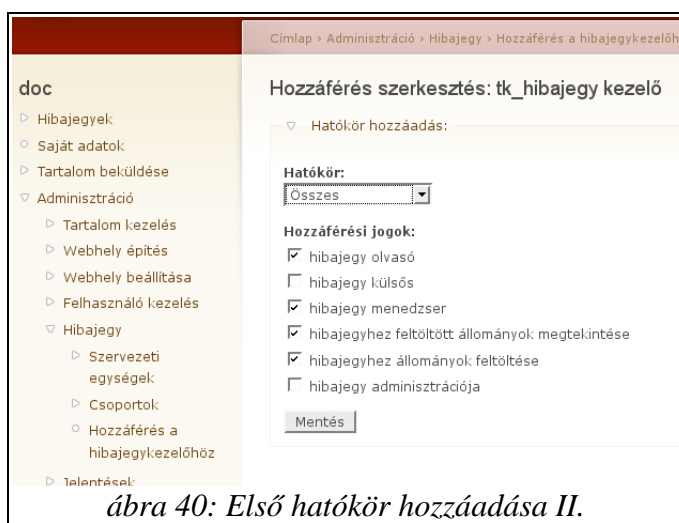 Címlap › Adminisztráció › Hibajegy › Hozzáférés a hibajegykezelőh
doc
Hibajegyek
Saját adatok
Tartalom beküldése
Adminisztráció
Tartalom kezelés
Webhely építés
Webhely beállítása
Felhasználó kezelés
Hibajegy
Szervezeti
egységek
Csoportok
Hozzáférés a
hibajegykezelőhöz
Jelentések
Hozzáférés szerkesztés: tk_hibajegy kezelő
Hatókör hozzáadás:
Hatókör:
Összes
Hozzáférési jogok:
hibajegy olvasó
hibajegy külsős
hibajegy menedzser
hibajegyhez feltöltött állományok megtekintése
hibajegyhez állományok feltöltése
hibajegy adminisztrációja
Mentés
ábra 40: Első hatókör hozzáadása II.